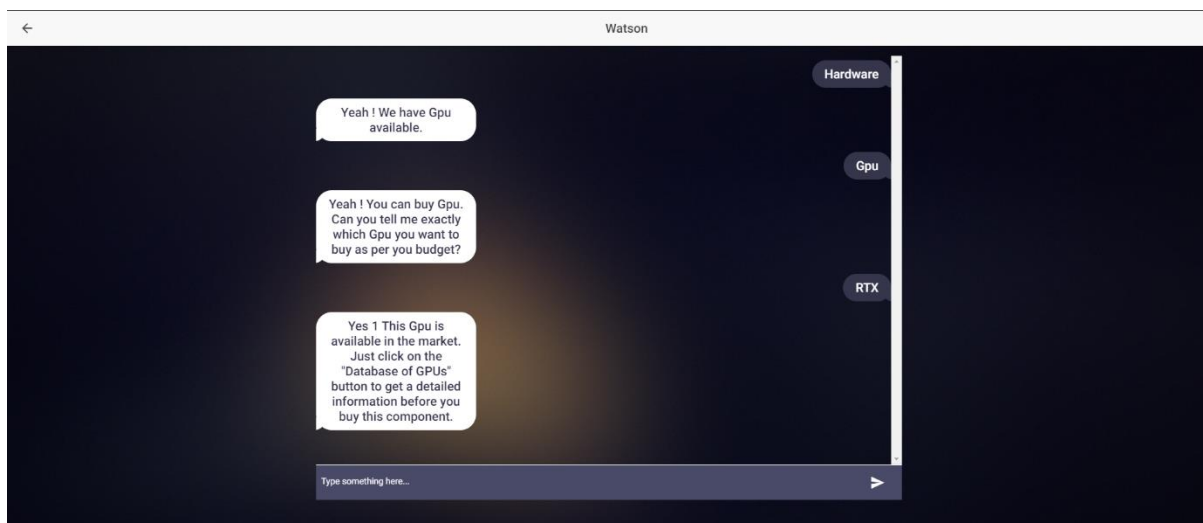 Watson
Hardware
Yeah ! We have Gpu
available.
Gpu
Yeah ! You can buy Gpu.
Can you tell me exactly
which Gpu you want to
buy as per you budget?
RTX
Yes 1 This Gpu is
available in the market.
Just click on the
"Database of GPUs"
button to get a detailed
information before you
buy this component.
Type something here...